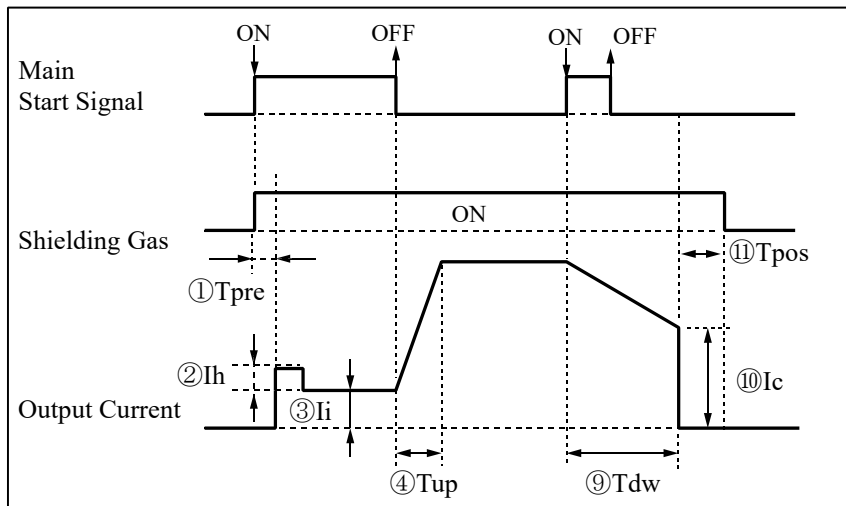 ON
OFF
ON
OFF
Main
Start Signal
ON
Shielding Gas
①Tpre
⑪Tpos
②Ih
③Ii
⑩Ic
Output Current
④Tup
⑨Tdw